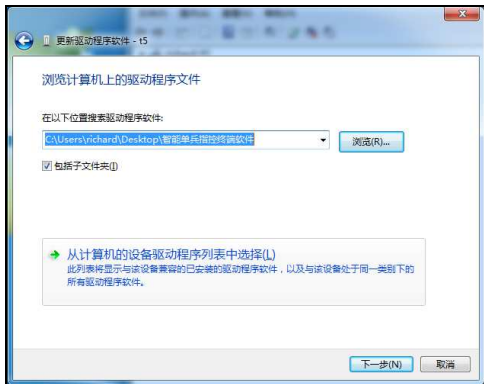 更新驱动程序软件 - t5
浏览计算机上的驱动程序文件
在以下位置搜索驱动程序软件:
C:\Users\richard\Desktop\智能单兵指控终端软件
浏览(R)...
包括子文件夹(I)
从计算机的设备驱动程序列表中选择(L)
此列表将显示与该设备兼容的已安装的驱动程序软件，以及与该设备处于同一类别下的
所有驱动程序软件。
下一步(N)
取消